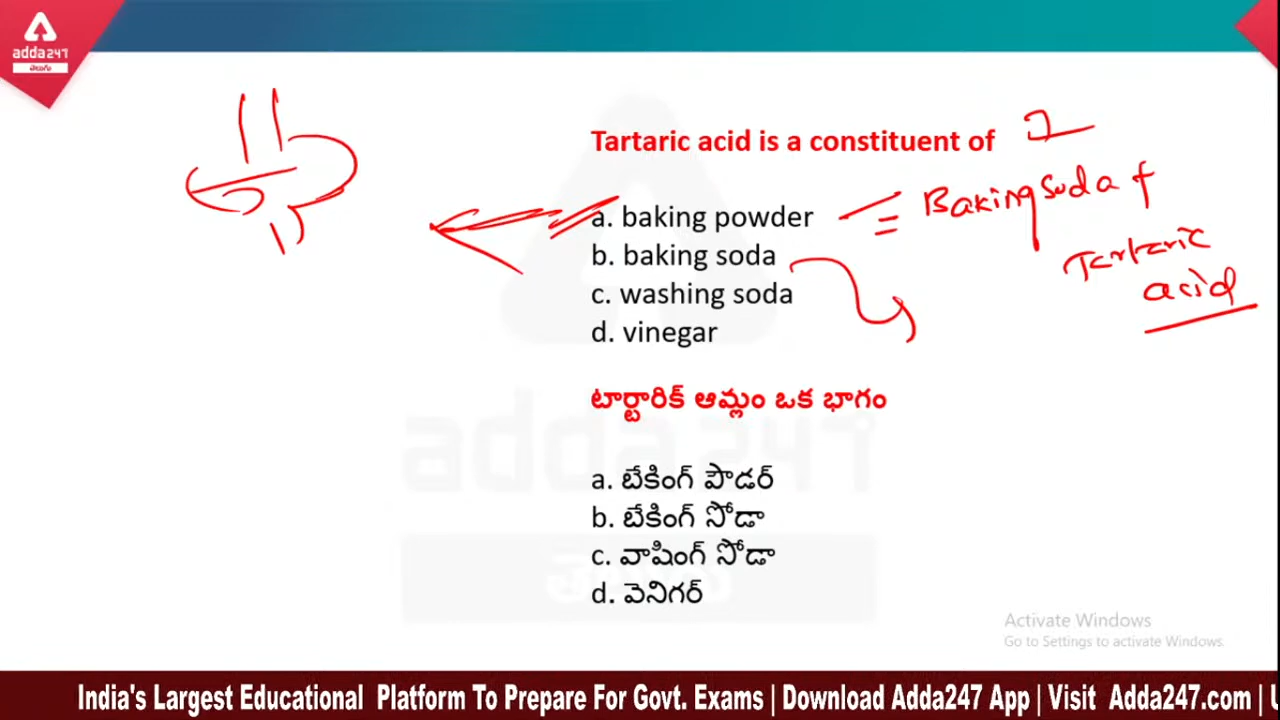 adda247
తెలుగు
Tartaric acid is a constituent of
a. baking powder
= Baking soda +
Tartaric
acid
b. baking soda
c. washing soda
d. vinegar
టార్టారిక్ ఆమ్లం ఒక భాగం
a. బేకింగ్ పౌడర్
b. బేకింగ్ సోడా
c. వాషింగ్ సోడా
d. వెనిగర్
adda247
తెలుగు
Activate Windows
Go to Settings to activate Windows.
India's Largest Educational Platform To Prepare For Govt. Exams | Download Adda247 App | Visit Adda247.com |